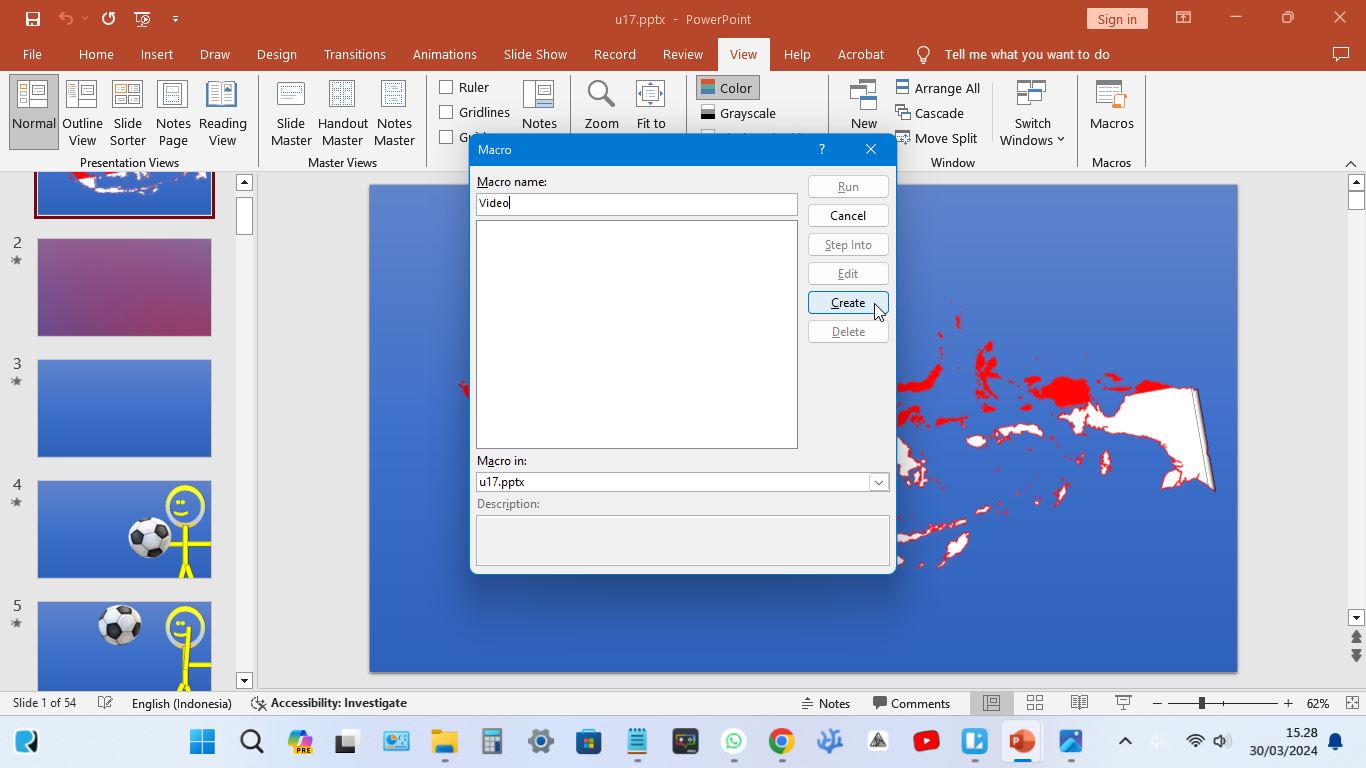 u17.pptx - PowerPoint
Sign in
File Home Insert Draw Design Transitions Animations Slide Show Record Review View Help Acrobat Tell me what you want to do
Normal
Outline View
Slide Sorter
Notes Page
Reading View
Presentation Views
Slide Master
Handout Master
Notes Master
Master Views
Ruler
Gridlines
Notes
Zoom
Fit to
Color
Grayscale
New
Arrange All
Cascade
Move Split
Switch Windows
Window
Macros
Macros
Macro
?
Macro name:
Video
Run
Cancel
Step Into
Edit
Create
Delete
Macro in:
u17.pptx
Description:
2
3
4
5
Slide 1 of 54 English (Indonesia) Accessibility: Investigate Notes Comments 62%
PRE
15.28
30/03/2024